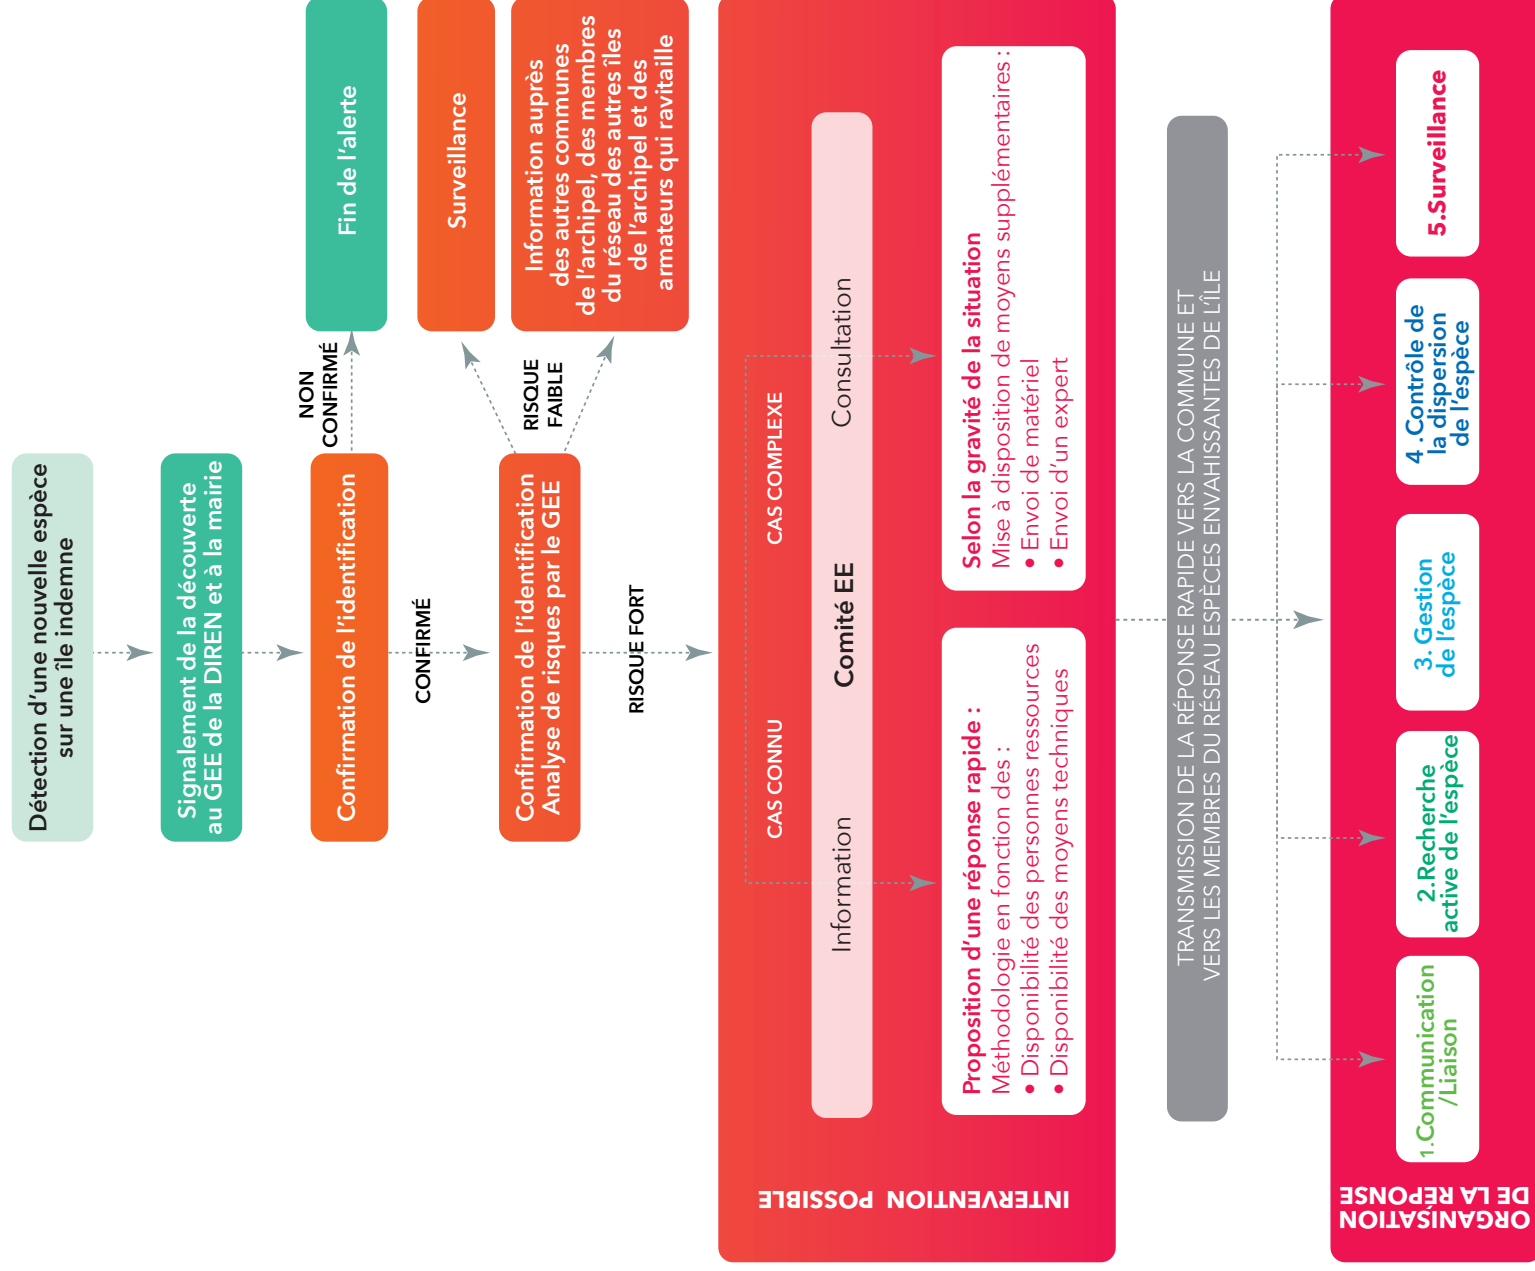 Détection d'une nouvelle espèce
sur une île indemne
Signalement de la découverte
au GEE de la DIREN et à la mairie
Confirmation de l'identification
NON
CONFIRMÉ
Fin de l'alerte
CONFIRMÉ
Confirmation de l'identification
Analyse de risques par le GEE
RISQUE
FAIBLE
Surveillance
Information auprès
des autres communes
de l'archipel, des membres
du réseau des autres îles
de l'archipel et des
armateurs qui ravitaille
RISQUE FORT
INTERVENTION POSSIBLE
CAS CONNU
CAS COMPLEXE
Information
Comité EE
Consultation
Proposition d'une réponse rapide :
Méthodologie en fonction des :
• Disponibilité des personnes ressources
• Disponibilité des moyens techniques
Selon la gravité de la situation
Mise à disposition de moyens supplémentaires :
• Envoi de matériel
• Envoi d'un expert
TRANSMISSION DE LA RÉPONSE RAPIDE VERS LA COMMUNE ET
VERS LES MEMBRES DU RÉSEAU ESPÈCES ENVAHISSANTES DE L'ÎLE
ORGANISATION
DE LA RÉPONSE
1.Communication
/Liaison
2.Recherche
active de l'espèce
3. Gestion
de l'espèce
4 .Contrôle de
la dispersion
de l'espèce
5.Surveillance